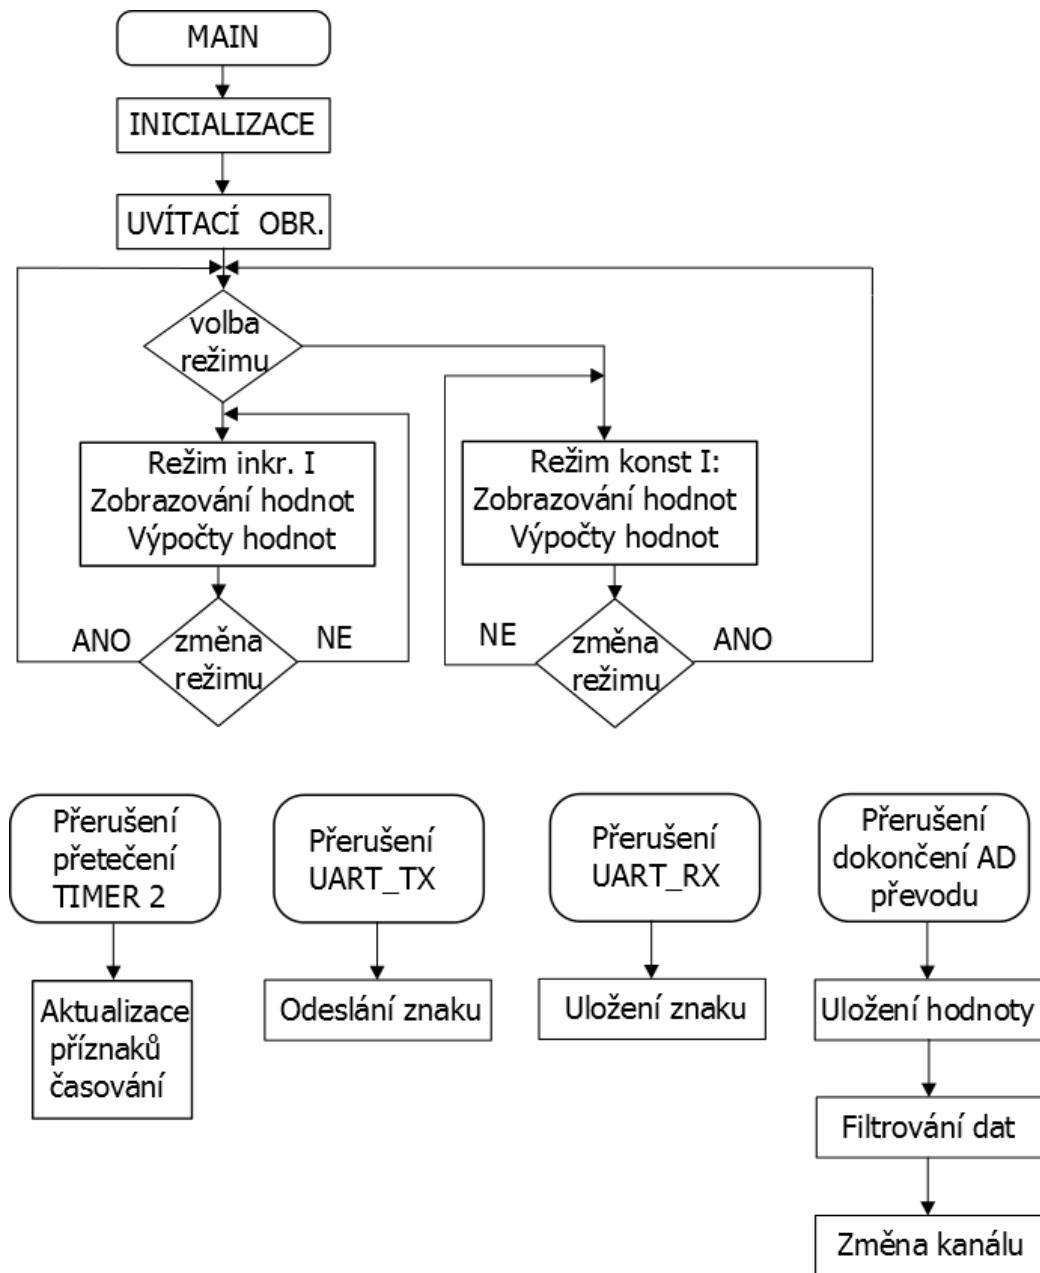 MAIN
INICIALIZACE
UVÍTACÍ OBR.
volba
režimu
Režim inkr. I
Zobrazování hodnot
Výpočty hodnot
Režim konst I:
Zobrazování hodnot
Výpočty hodnot
ANO
změna
režimu
NE
NE
změna
režimu
ANO
Přerušení
přetečení
TIMER 2
Přerušení
UART_TX
Přerušení
UART_RX
Přerušení
dokončení AD
převodu
Aktualizace
příznaků
časování
Odeslání znaku
Uložení znaku
Uložení hodnoty
Filtrování dat
Změna kanálu